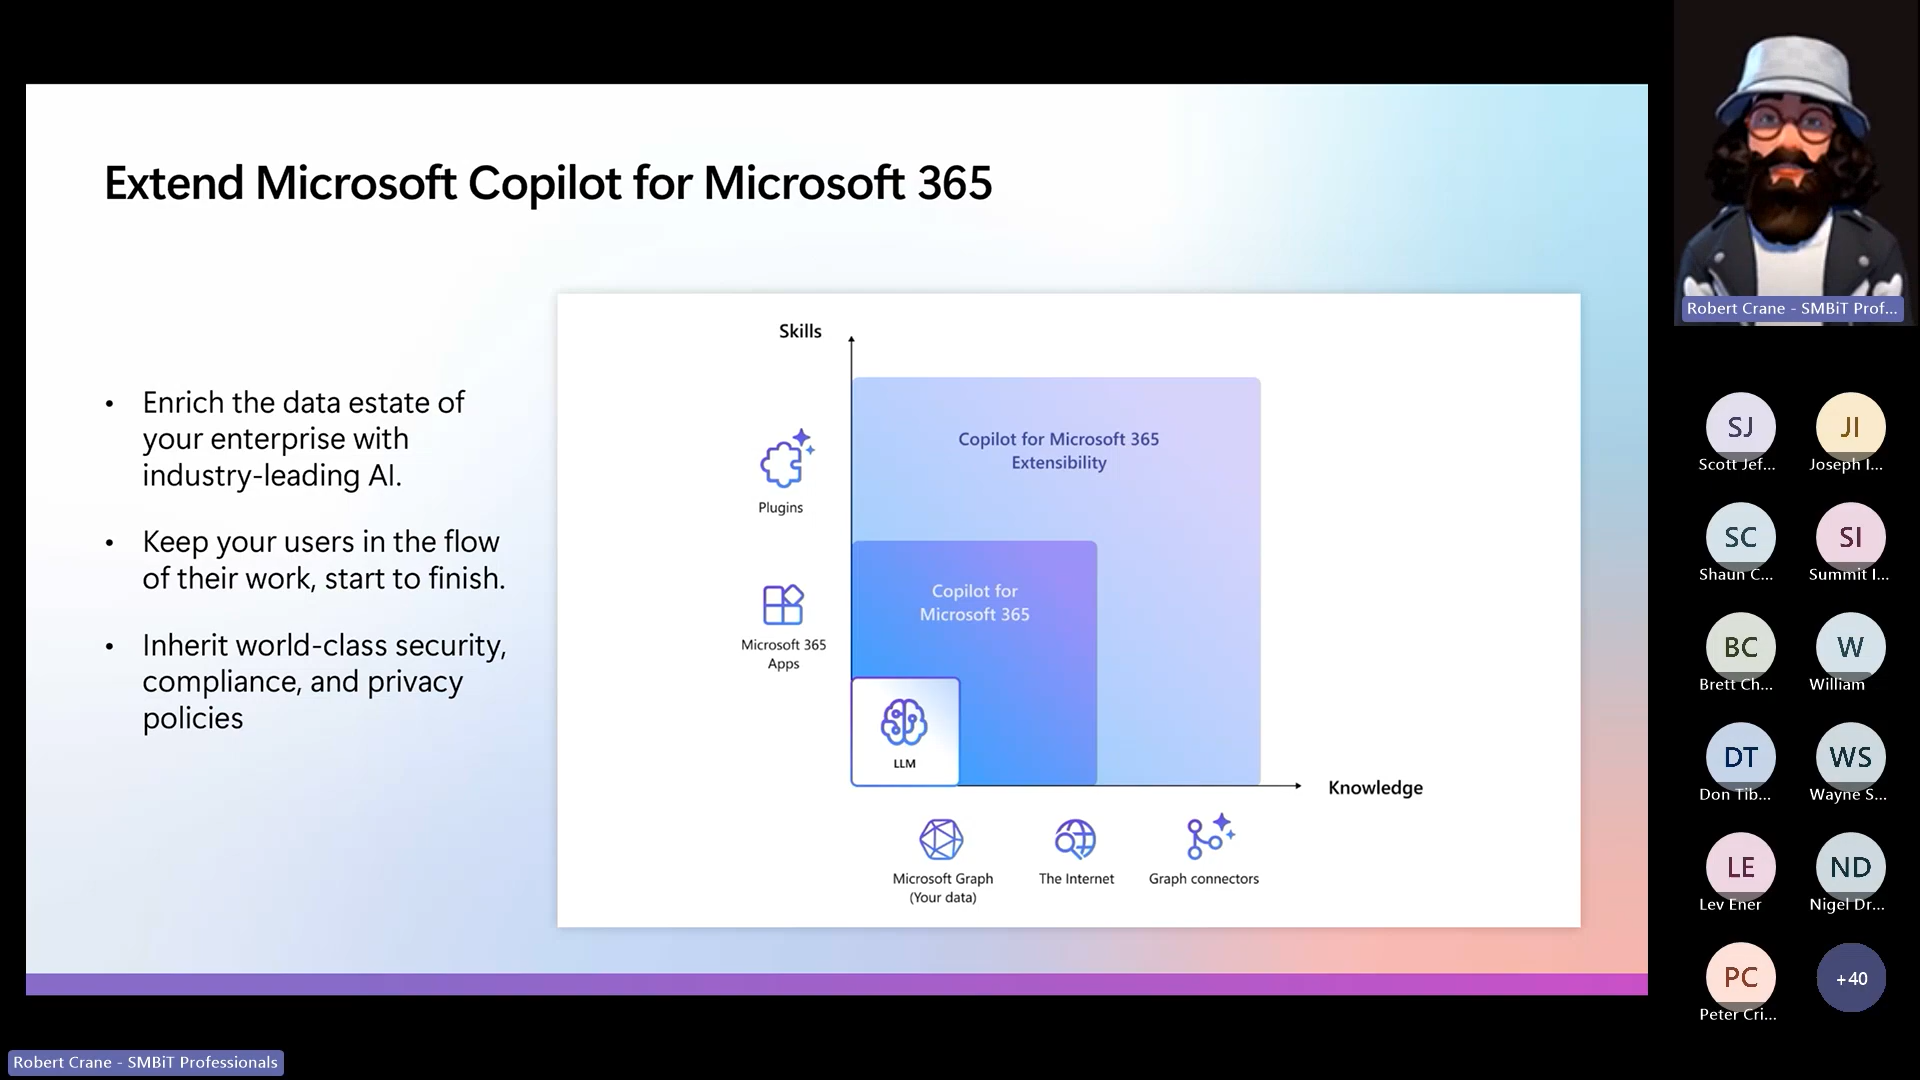 Extend Microsoft Copilot for Microsoft 365
• Enrich the data estate of
your enterprise with
industry-leading AI.
• Keep your users in the flow
of their work, start to finish.
• Inherit world-class security,
compliance, and privacy
policies
Skills
Copilot for Microsoft 365
Extensibility
Plugins
Copilot for
Microsoft 365
Microsoft 365
Apps
LLM
Knowledge
Microsoft Graph
(Your data)
The Internet
Graph connectors
Robert Crane - SMBiT Prof...
SJ
Scott Jef...
JI
Joseph I...
SC
Shaun C...
SI
Summit I...
BC
Brett Ch...
W
William
DT
Don Tib...
WS
Wayne S...
LE
Lev Ener
ND
Nigel Dr...
PC
Peter Cri...
+40
Robert Crane - SMBiT Professionals